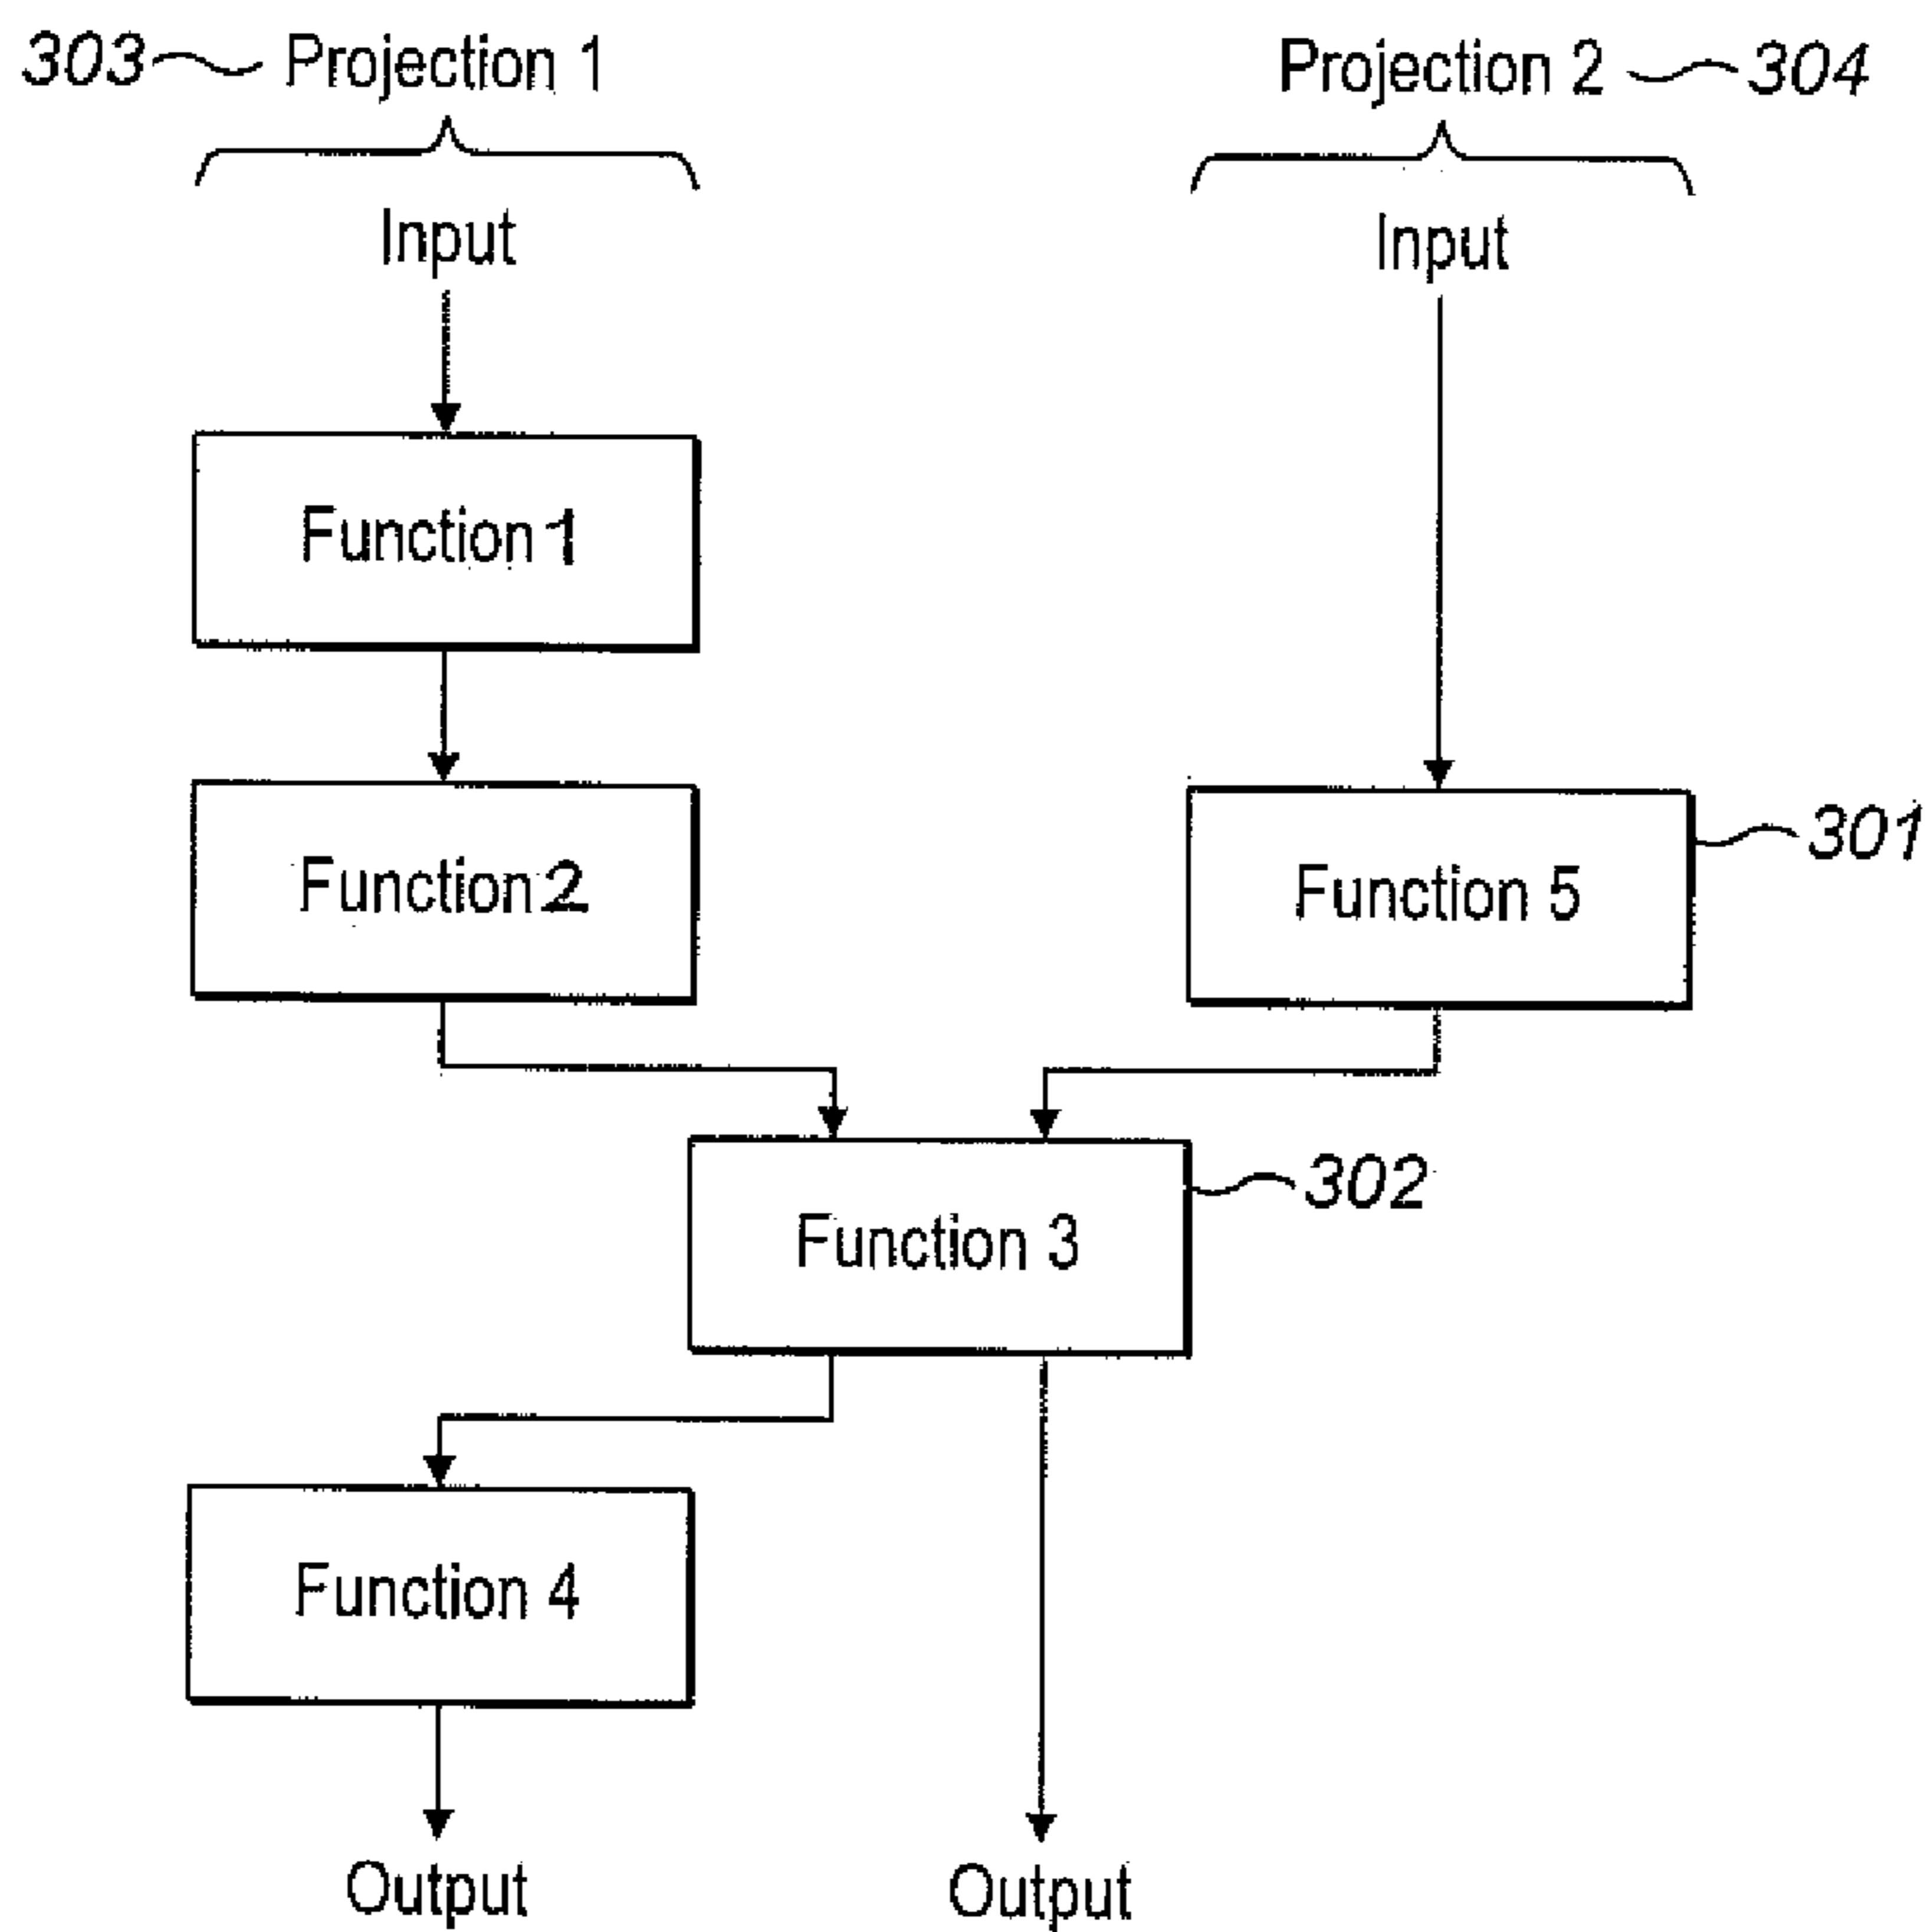 303 Projection 1
Projection 2 304
Input
Input
Function 1
Function 2
Function 5
301
Function 3
302
Function 4
Output
Output